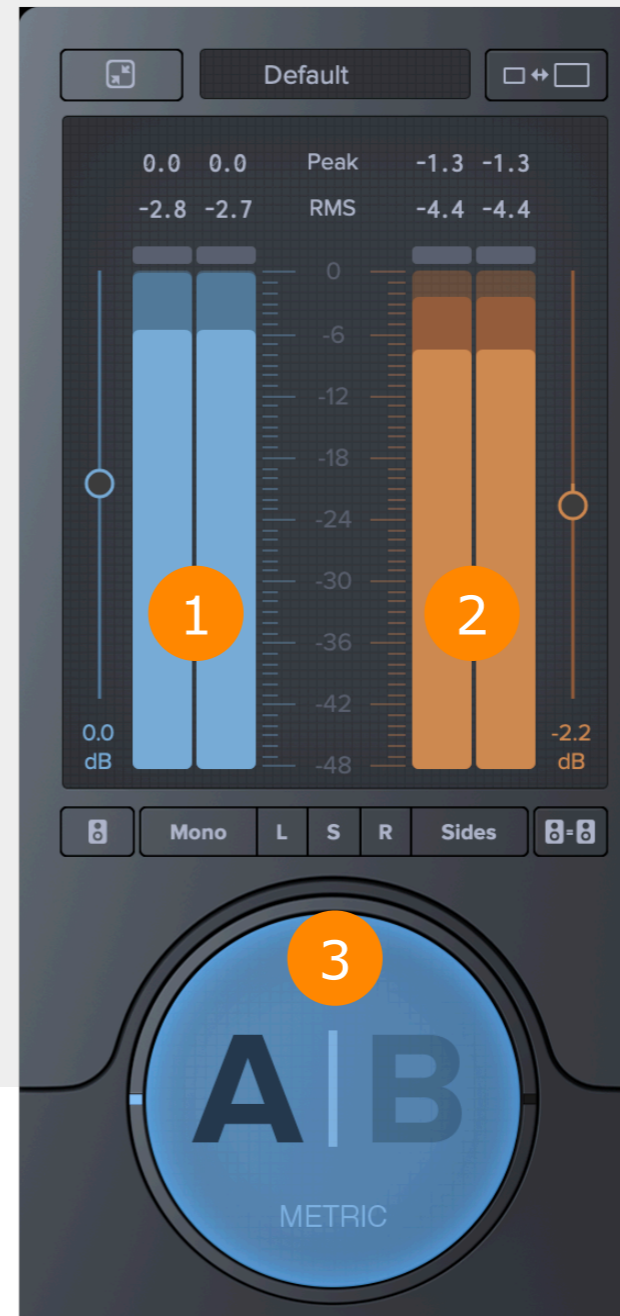 Default
0.0 0.0 Peak -1.3 -1.3
-2.8 -2.7 RMS -4.4 -4.4
0
-6
-12
-18
-24
-30
1 2
-36
-42
0.0 -2.2
dB dB
-48
Mono L S R Sides
3
A|B
METRIC